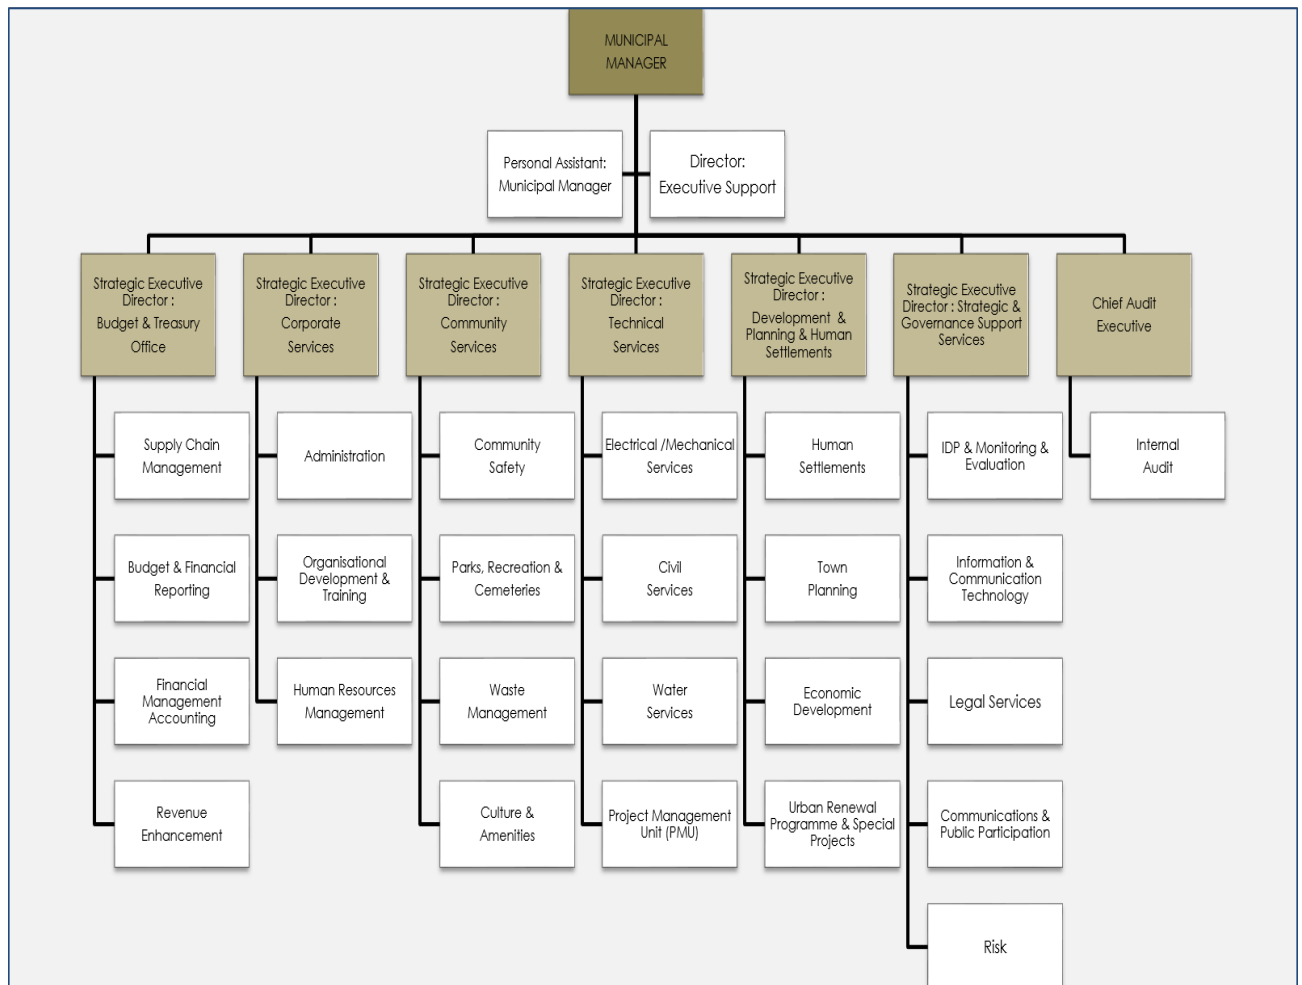 MUNICIPAL
MANAGER
Personal Assistant:
Municipal Manager
Director:
Executive Support
Strategic Executive
Director :
Budget & Treasury
Office
Strategic Executive
Director :
Corporate
Services
Strategic Executive
Director :
Community
Services
Strategic Executive
Director :
Technical
Services
Strategic Executive
Director :
Development & 
Planning & Human
Settlements
Strategic Executive
Director : Strategic &
Governance Support
Services
Chief Audit
Executive
Supply Chain
Management
Administration
Community
Safety
Electrical /Mechanical
Services
Human
Settlements
IDP & Monitoring &
Evaluation
Internal
Audit
Budget & Financial
Reporting
Organisational
Development &
Training
Parks, Recreation &
Cemeteries
Civil
Services
Town
Planning
Information &
Communication
Technology
Financial
Management
Accounting
Human Resources
Management
Waste
Management
Water
Services
Economic
Development
Legal Services
Revenue
Enhancement
Culture &
Amenities
Project Management
Unit (PMU)
Urban Renewal
Programme & Special
Projects
Communications &
Public Participation
Risk